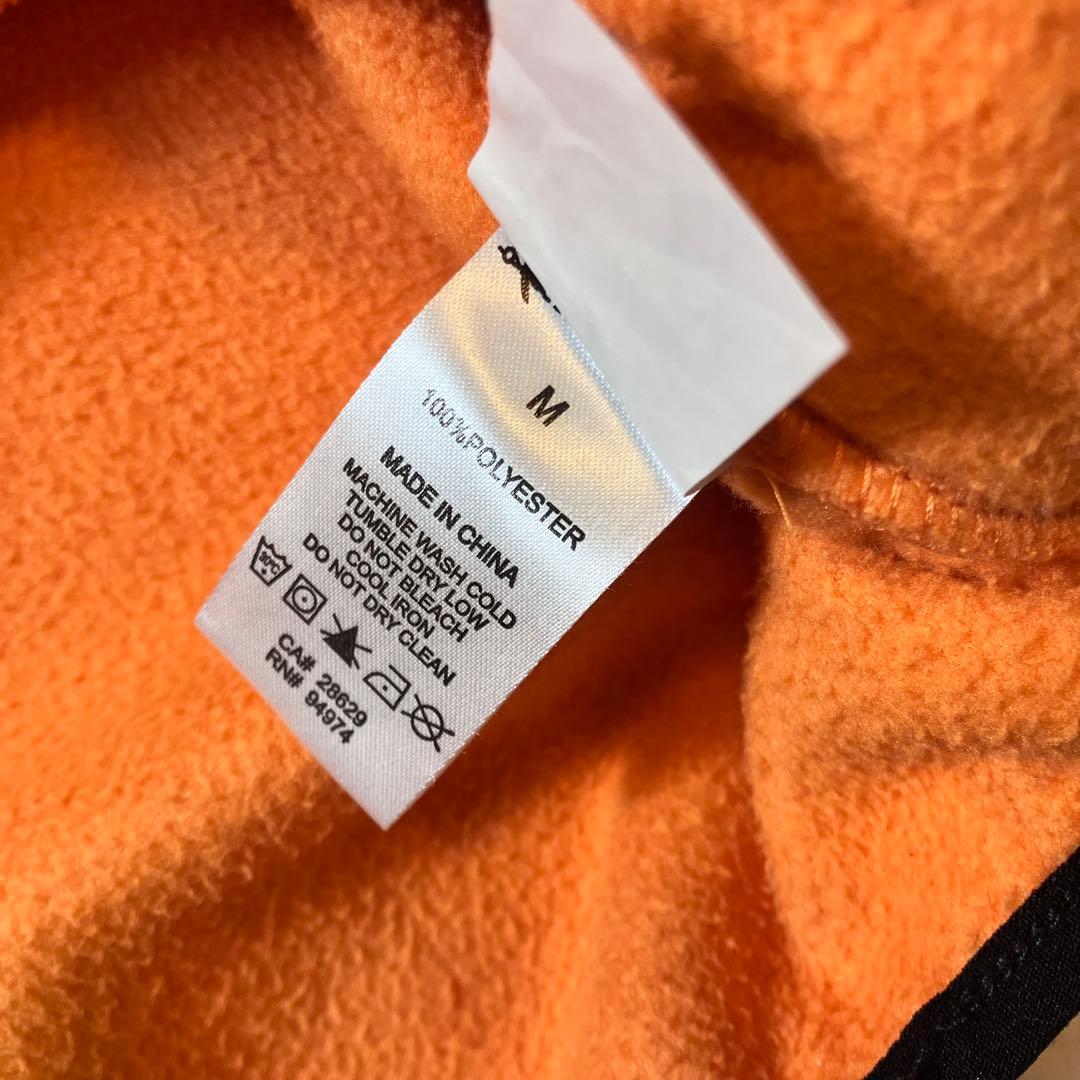 M
100%POLYESTER
MADE IN CHINA
MACHINE WASH COLD
TUMBLE DRY LOW
DO NOT BLEACH
COOL IRON
DO NOT DRY CLEAN
30°C
CA# 28629
RN# 94974